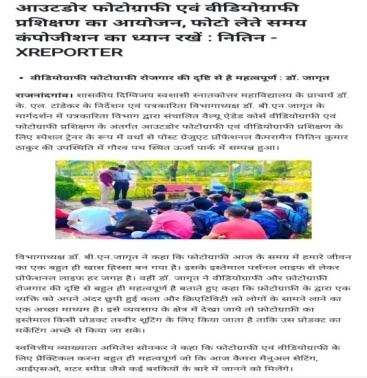 आउटडोर फोटोग्राफी एवं वीडियोग्राफी
प्रशिक्षण का आयोजन, फोटो लेते समय
कंपोजीशन का ध्यान रखें : नितिन -
XREPORTER
• वीडियोग्राफी फोटोग्राफी रोजगार की दृष्टि से है महत्वपूर्ण : डॉ. जागृत
राजनांदगांव। शासकीय दिग्विजय स्वशासी स्नातकोत्तर महाविद्यालय के प्राचार्य डॉ.
के. एल. टांडेकर के निर्देशन एवं पत्रकारिता विभागाध्यक्ष डॉ. बी.एन.जागृत के
मार्गदर्शन में पत्रकारिता विभाग द्वारा संचालित वैल्यू ऐडेड कोर्स वीडियोग्राफी एवं
फोटोग्राफी प्रशिक्षण के अंतर्गत आउटडोर फोटोग्राफी एवं वीडियोग्राफी प्रशिक्षण के
लिए स्पेशल ट्रेनर के रूप में वर्धा से पोस्ट ग्रेजुएट प्रोफेशनल कैमरामैन नितिन कुमार
ठाकुर की उपस्थिति में गौरव पथ स्थित ऊर्जा पार्क में सम्पन्न हुआ।
विभागाध्यक्ष डॉ. बी.एन.जागृत ने कहा कि फोटोग्राफी आज के समय में हमारे जीवन
का एक बहुत ही खास हिस्सा बन गया है। इसके इस्तेमाल पर्सनल लाइफ से लेकर
प्रोफेशनल लाइफ हर जगह है। वहीं डॉ. जागृत ने वीडियोग्राफी और फ़ोटोग्राफी
रोजगार की दृष्टि से बहुत ही महत्वपूर्ण है बताते हुए कहा कि फ़ोटोग्राफी के द्वारा एक
व्यक्ति को अपने अंदर छुपी हुई कला और क्रिएटिविटी को लोगों के सामने लाने का
एक अच्छा माध्यम है। इसे व्यवसाय के क्षेत्र में देखा जाये तो फ़ोटोग्राफी का
इस्तेमाल किसी प्रोडक्ट तस्वीर शूटिंग के लिए किया जाता है ताकि उस प्रोडक्ट का
मार्केटिंग अच्छे से किया जा सके।
स्ववित्तीय व्याख्याता अमितेश सोनकर ने कहा कि फोटोग्राफी एवं वीडियोग्राफी के
लिए प्रैक्टिकल करना बहुत ही महत्वपूर्ण जो कि आज कैमरा मैनुअल सेटिंग,
आईएसओ, शटर स्पीड जैसे कई बारीकियों के बारे में जानने को मिलेंगे।